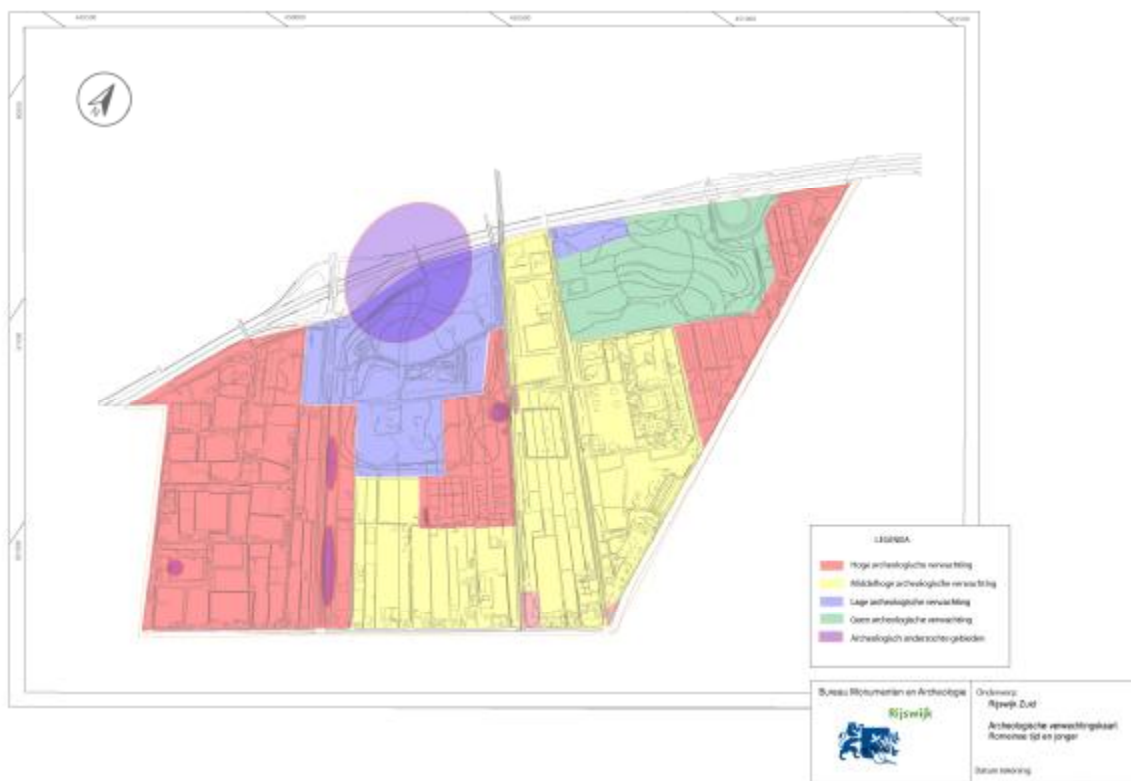 LEGENDA
Hoge archeologische verwachting
Middelhoge archeologische verwachting
Lage archeologische verwachting
Geen archeologische verwachting
Archeologisch onderzochte gebieden
Bureau Monumenten en Archeologie
Rijswijk
Onderwerp:
Rijswijk Zuid
Archeologische verwachtingskaart
Romeinse tijd en jonger
Datum tekening